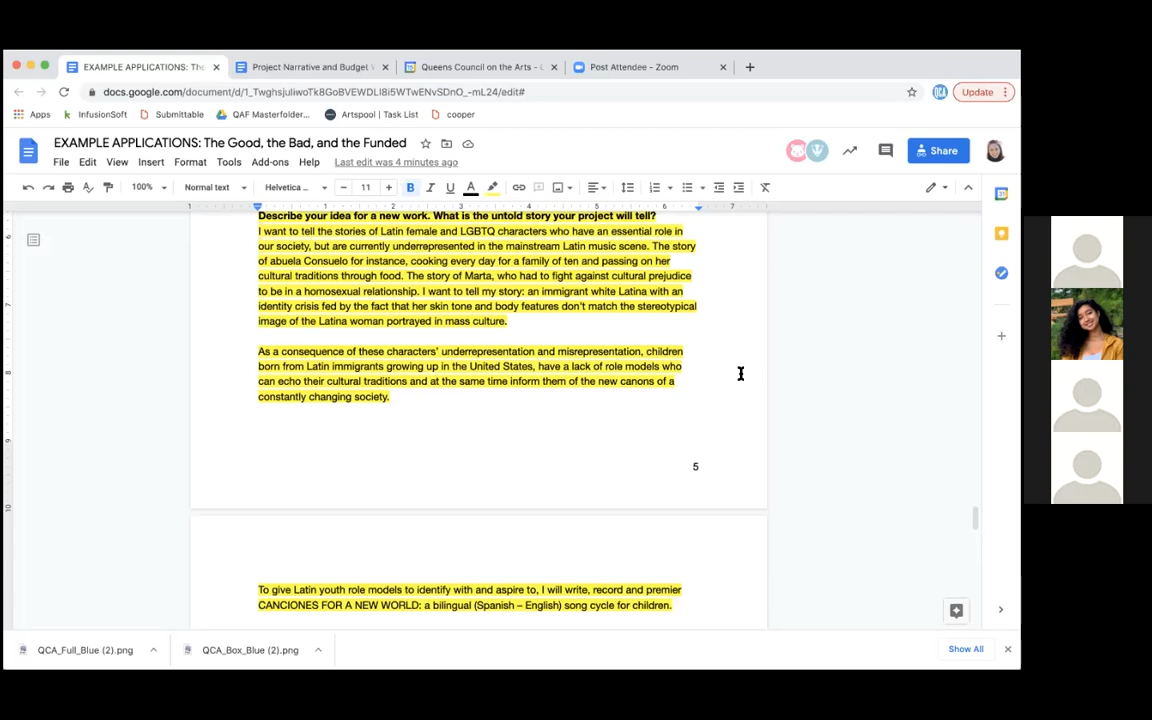 EXAMPLE APPLICATIONS: The
Project Narrative and Budget
Queens Council on the Arts -
Post Attendee - Zoom
docs.google.com/document/d/1_TwghsjuliwoTk8GoBVEWDLI8i5WTwENvSDnO_-mL24/edit#
Update
Apps
InfusionSoft
Submittable
QAF Masterfolder...
Artspool | Task List
cooper
EXAMPLE APPLICATIONS: The Good, the Bad, and the Funded
File Edit View Insert Format Tools Add-ons Help Last edit was 4 minutes ago
Share
100% Normal text Helvetica ... 11 B I U A
1 1 2 3 4 5 6 7
Describe your idea for a new work. What is the untold story your project will tell?
I want to tell the stories of Latin female and LGBTQ characters who have an essential role in
our society, but are currently underrepresented in the mainstream Latin music scene. The story
of abuela Consuelo for instance, cooking every day for a family of ten and passing on her
cultural traditions through food. The story of Marta, who had to fight against cultural prejudice
to be in a homosexual relationship. I want to tell my story: an immigrant white Latina with an
identity crisis fed by the fact that her skin tone and body features don't match the stereotypical
image of the Latina woman portrayed in mass culture.
As a consequence of these characters' underrepresentation and misrepresentation, children
born from Latin immigrants growing up in the United States, have a lack of role models who
can echo their cultural traditions and at the same time inform them of the new canons of a
constantly changing society.
5
To give Latin youth role models to identify with and aspire to, I will write, record and premier
CANCIONES FOR A NEW WORLD: a bilingual (Spanish – English) song cycle for children.
QCA_Full_Blue (2).png
QCA_Box_Blue (2).png
Show All